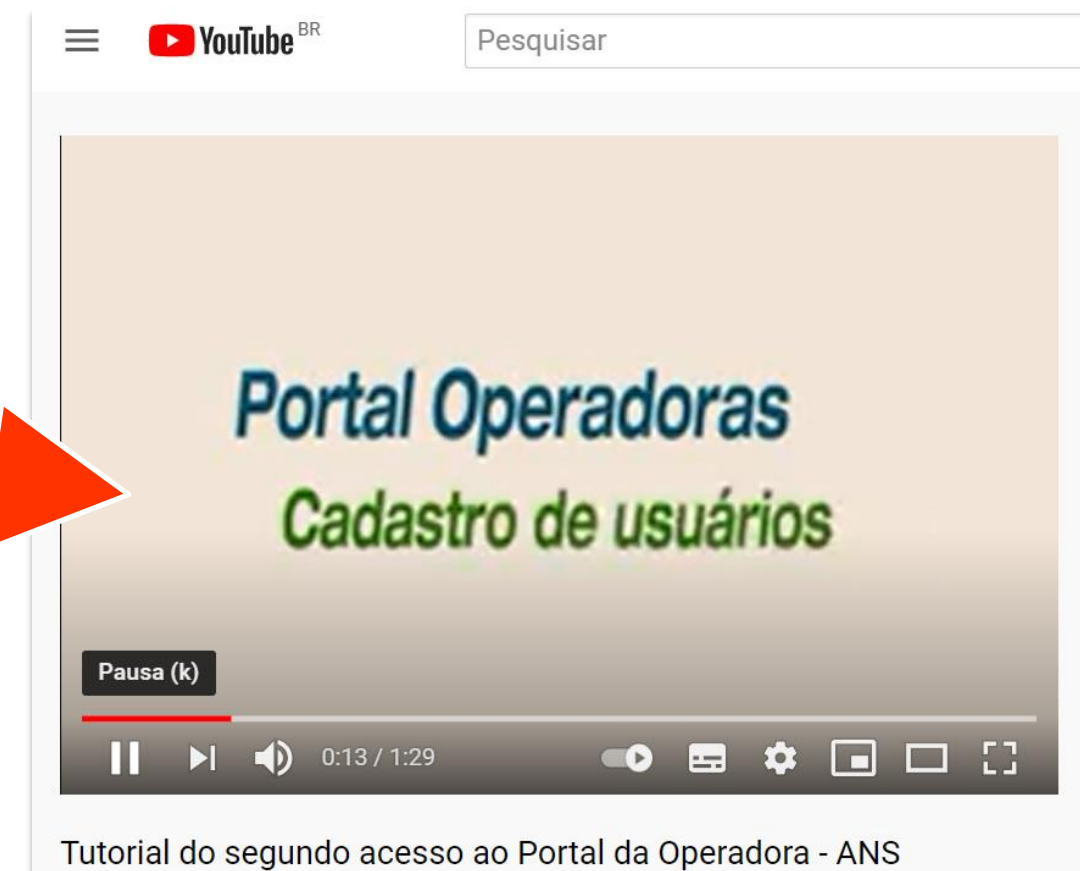 YouTube BR
Pesquisar
Portal Operadoras
Cadastro de usuários
Pausa (k)
0:13 / 1:29
Tutorial do segundo acesso ao Portal da Operadora - ANS